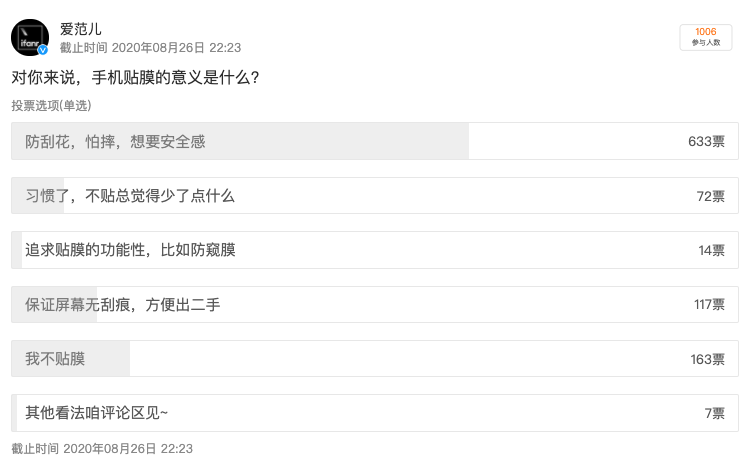 ifanr
爱范儿
截止时间 2020年08月26日 22:23
1006
参与人数
对你来说，手机贴膜的意义是什么?
投票选项(单选)
防刮花，怕摔，想要安全感 633票
习惯了，不贴总觉得少了点什么 72票
追求贴膜的功能性，比如防窥膜 14票
保证屏幕无刮痕，方便出二手 117票
我不贴膜 163票
其他看法咱评论区见~ 7票
截止时间 2020年08月26日 22:23